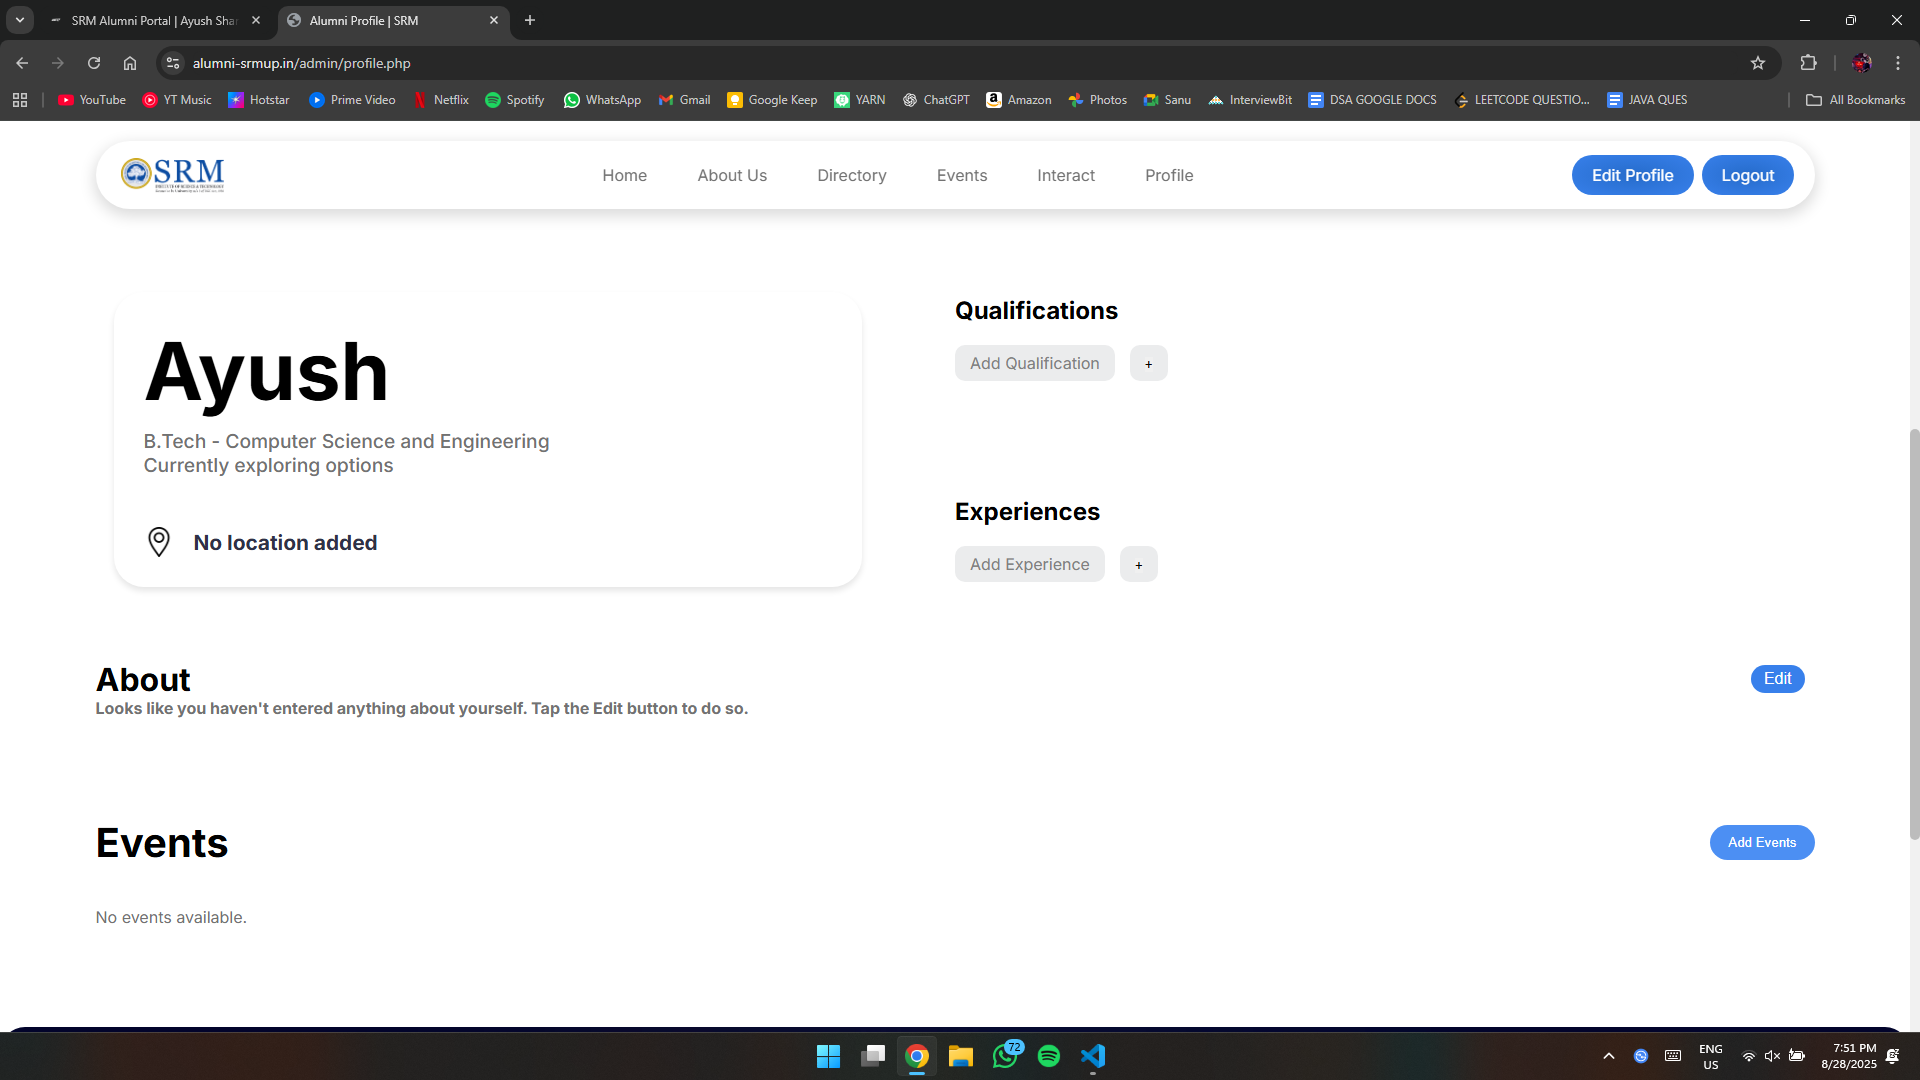 SRM Alumni Portal | Ayush Sha
Alumni Profile | SRM
alumni-srmup.in/admin/profile.php
YouTube
YT Music
Hotstar
Prime Video
Netflix
Spotify
WhatsApp
Gmail
Google Keep
YARN
ChatGPT
Amazon
Photos
Sanu
InterviewBit
DSA GOOGLE DOCS
LEETCODE QUESTIO...
JAVA QUES
All Bookmarks
SRM
Home
About Us
Directory
Events
Interact
Profile
Edit Profile
Logout
Ayush
B.Tech - Computer Science and Engineering
Currently exploring options
No location added
Qualifications
Add Qualification
+
Experiences
Add Experience
+
About
Edit
Looks like you haven't entered anything about yourself. Tap the Edit button to do so.
Events
Add Events
No events available.
72
ENG
US
7:51 PM
8/28/2025